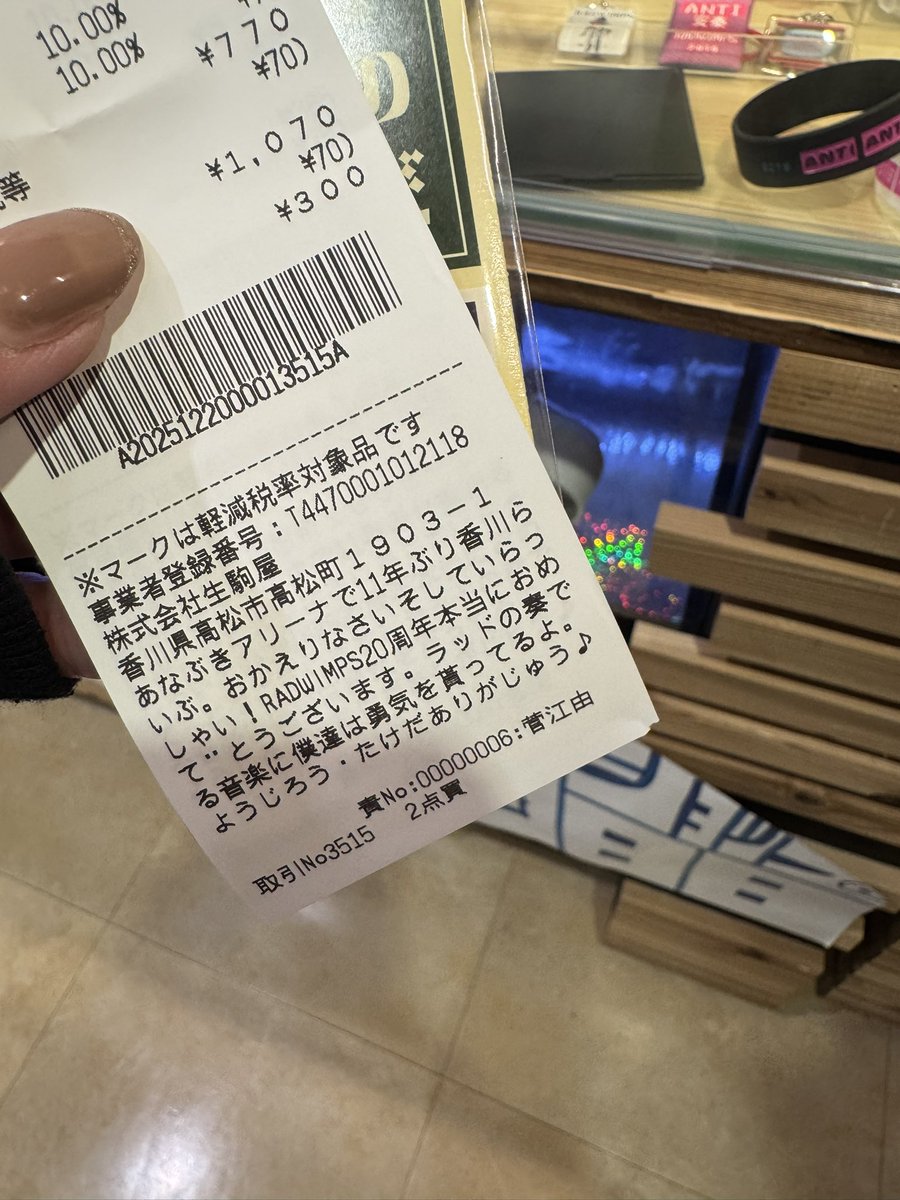 10.00%
¥770
10.00%
¥70)
¥1,070
¥70)
等
¥300
A2025122000013515A
※マークは軽減税率対象品です
事業者登録番号：T4470001012118
株式会社生駒屋
香川県高松市高松町１９０３－１
あなぶきアリーナで11年ぶり香川ら
いぶ。おかえりなさいそしていらっ
しゃい！RADWIMPS20周年本当におめ
で"とうございます。ラッドの奏で
る音楽に僕達は勇気を貰ってるよ。
ようじろう・たけだありがじゅう♪
責No:00000006:菅江由
取引No3515 2点買
ANTI
ANTI
ANTI